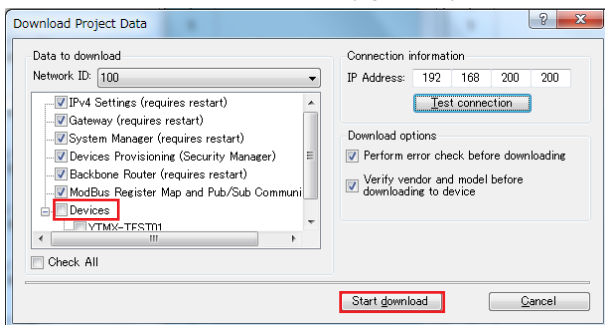 Download Project Data
Data to download
Network ID: 100
IPv4 Settings (requires restart)
Gateway (requires restart)
System Manager (requires restart)
Devices Provisioning (Security Manager)
Backbone Router (requires restart)
ModBus Register Map and Pub/Sub Communi
Devices
YTMX-TEST01
Check All
Connection information
IP Address: 192 168 200 200
Test connection
Download options
Perform error check before downloading
Verify vendor and model before
downloading to device
Start download
Cancel